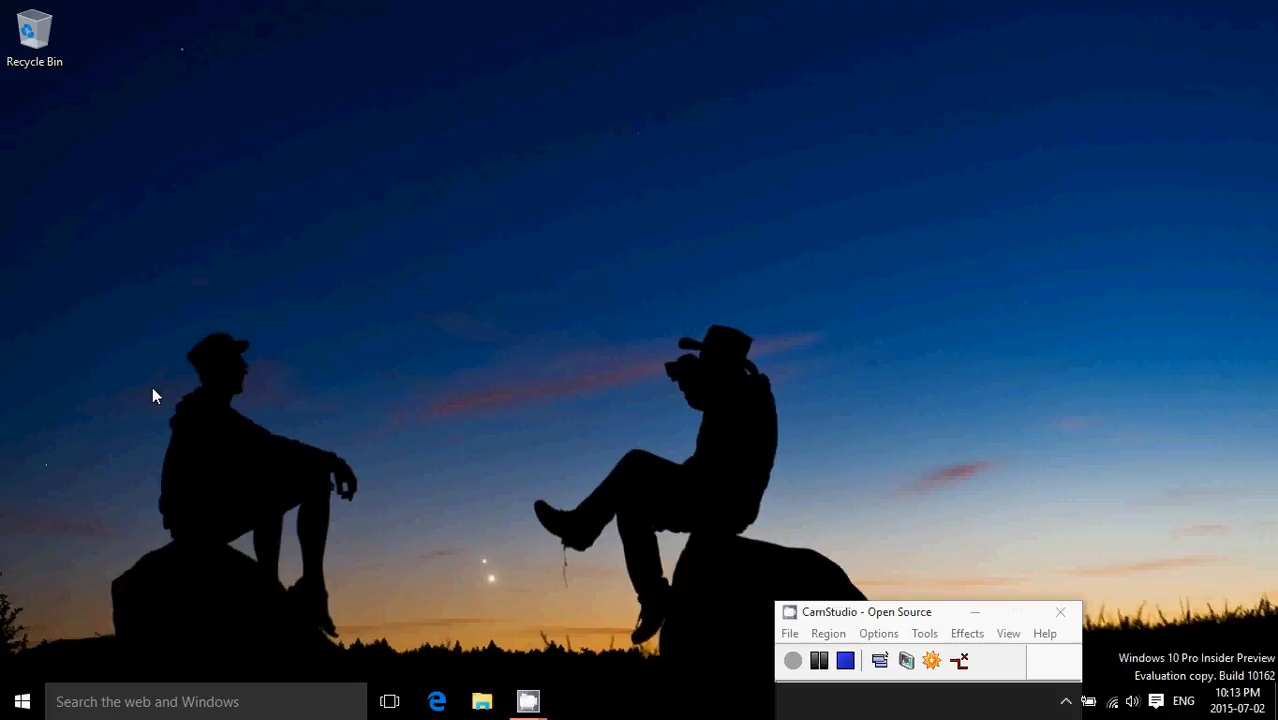 Recycle Bin
CamStudio - Open Source
File Region Options Tools Effects View Help
Windows 10 Pro Insider Preview
Evaluation copy. Build 10162
Search the web and Windows
ENG
10:13 PM
2015-07-02